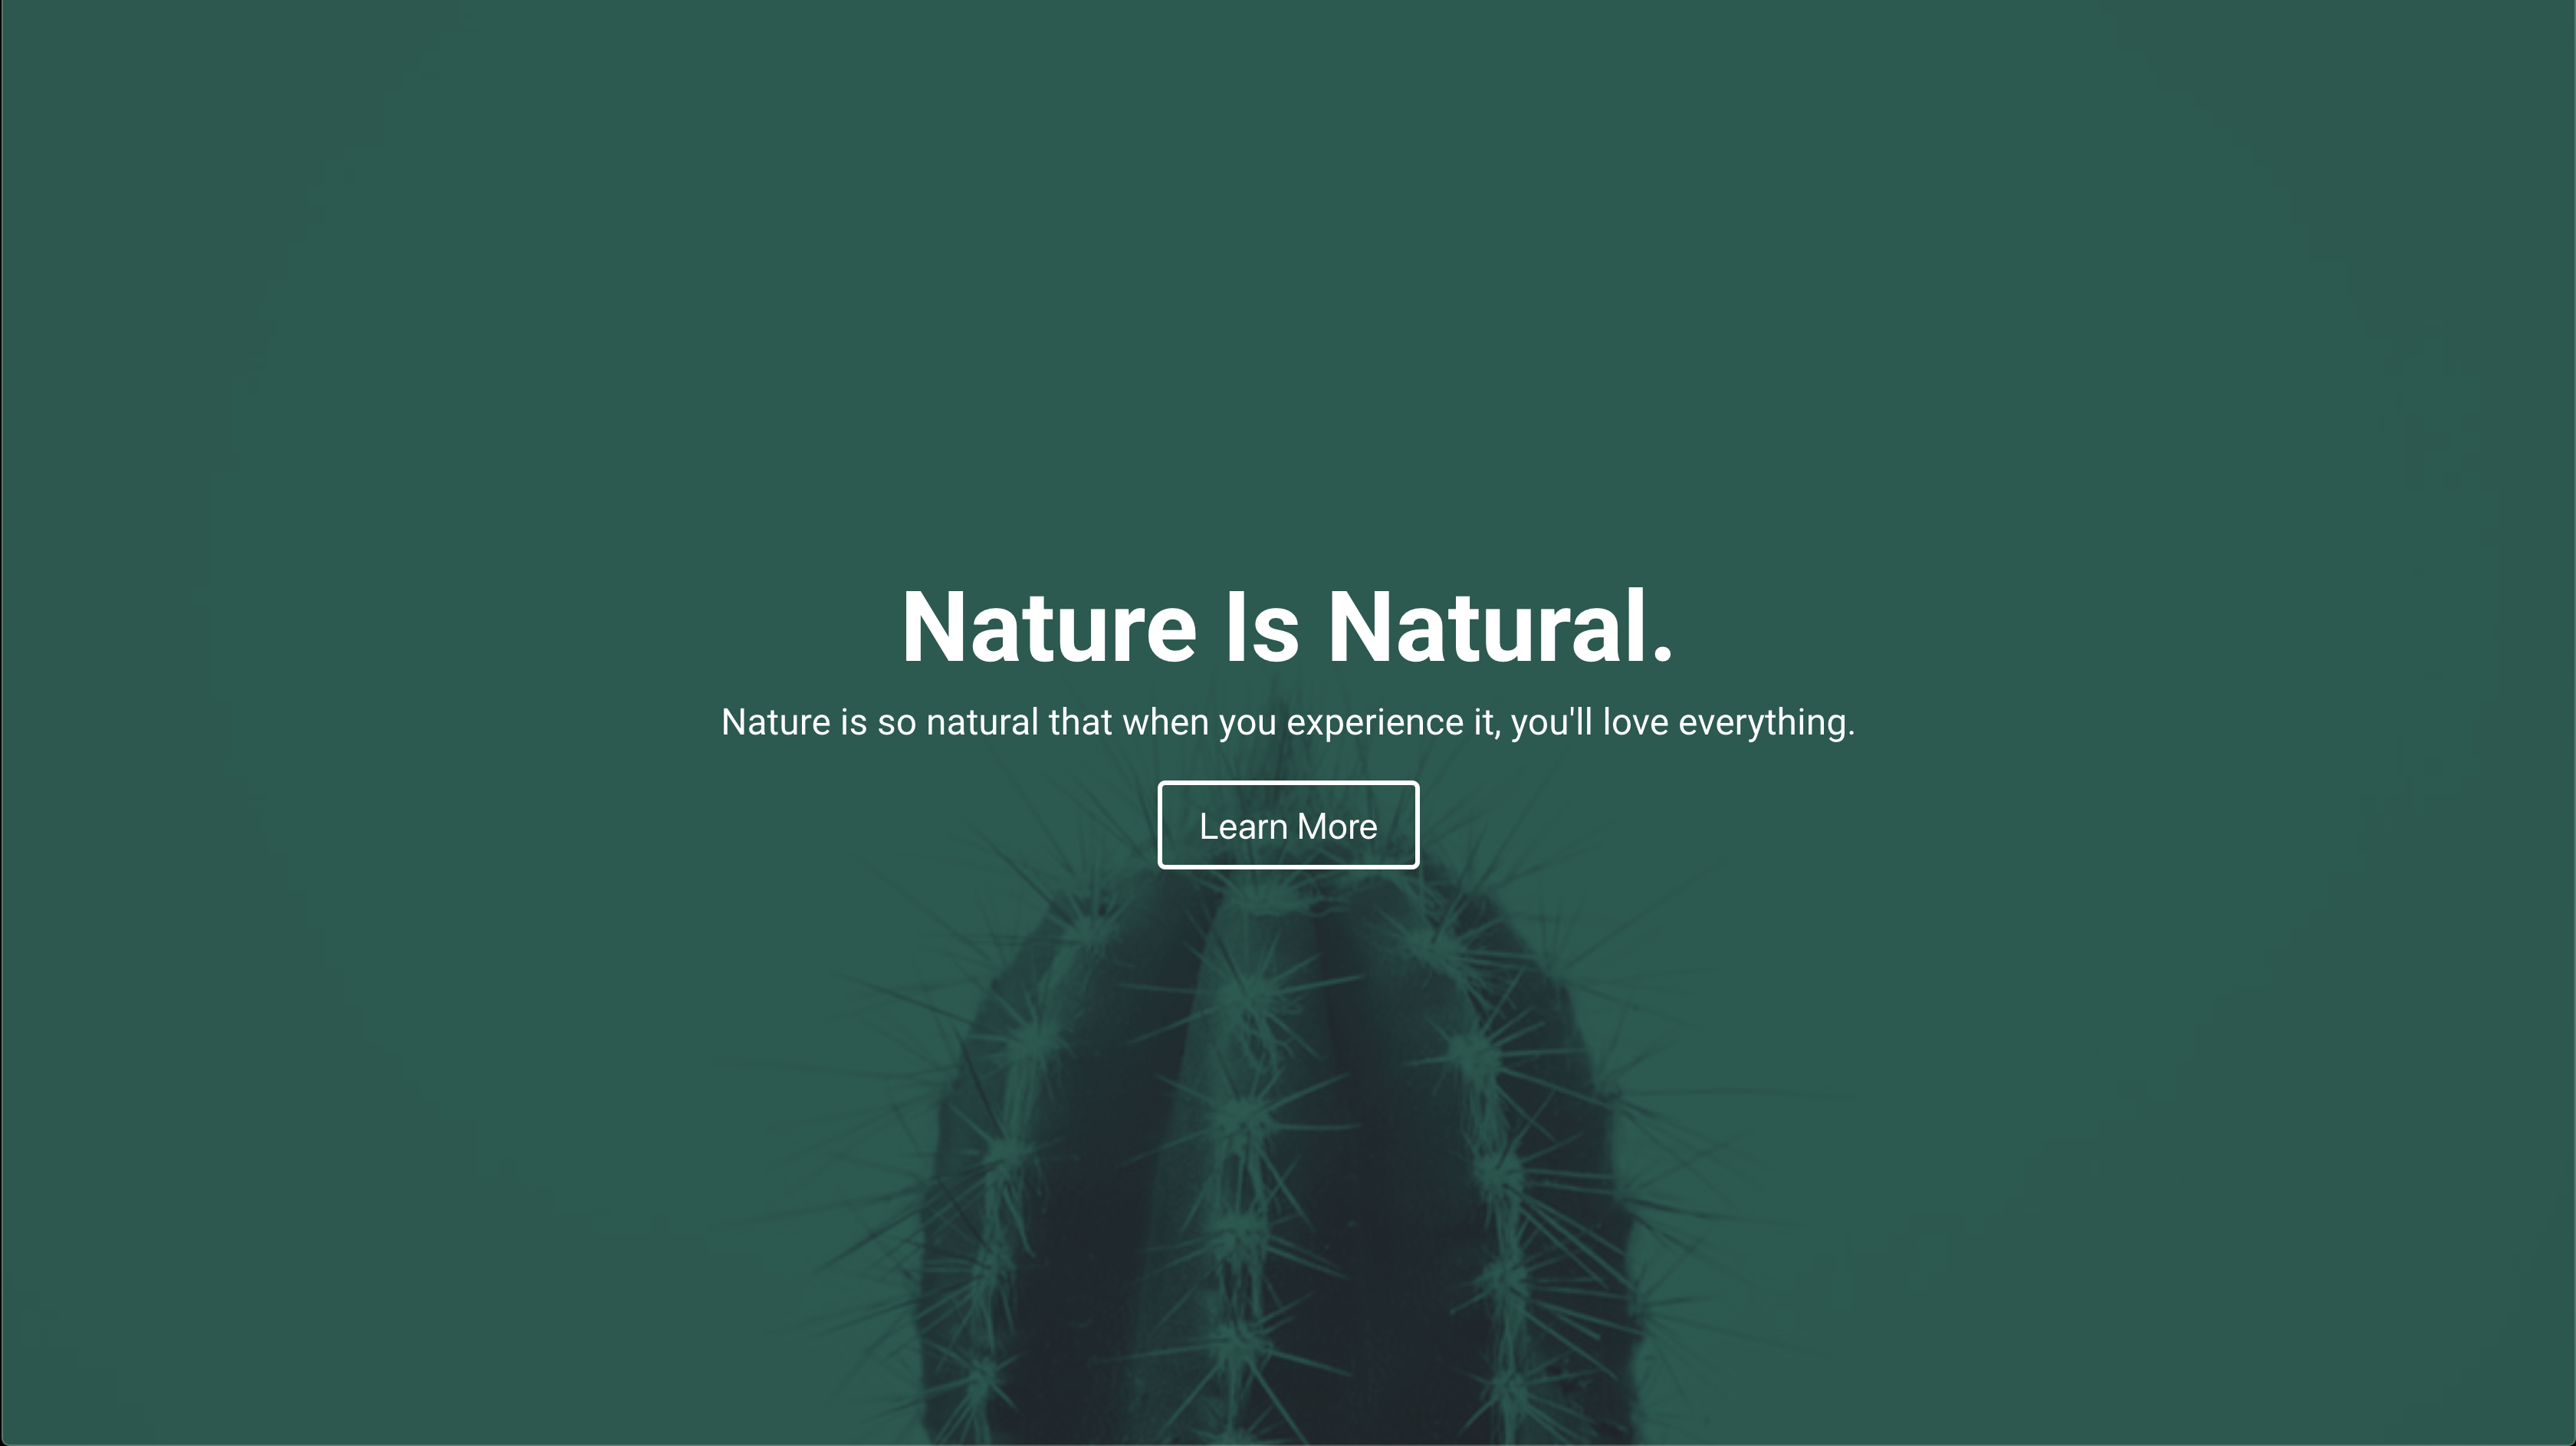 Nature Is Natural.
Nature is so natural that when you experience it, you'll love everything.
Learn More